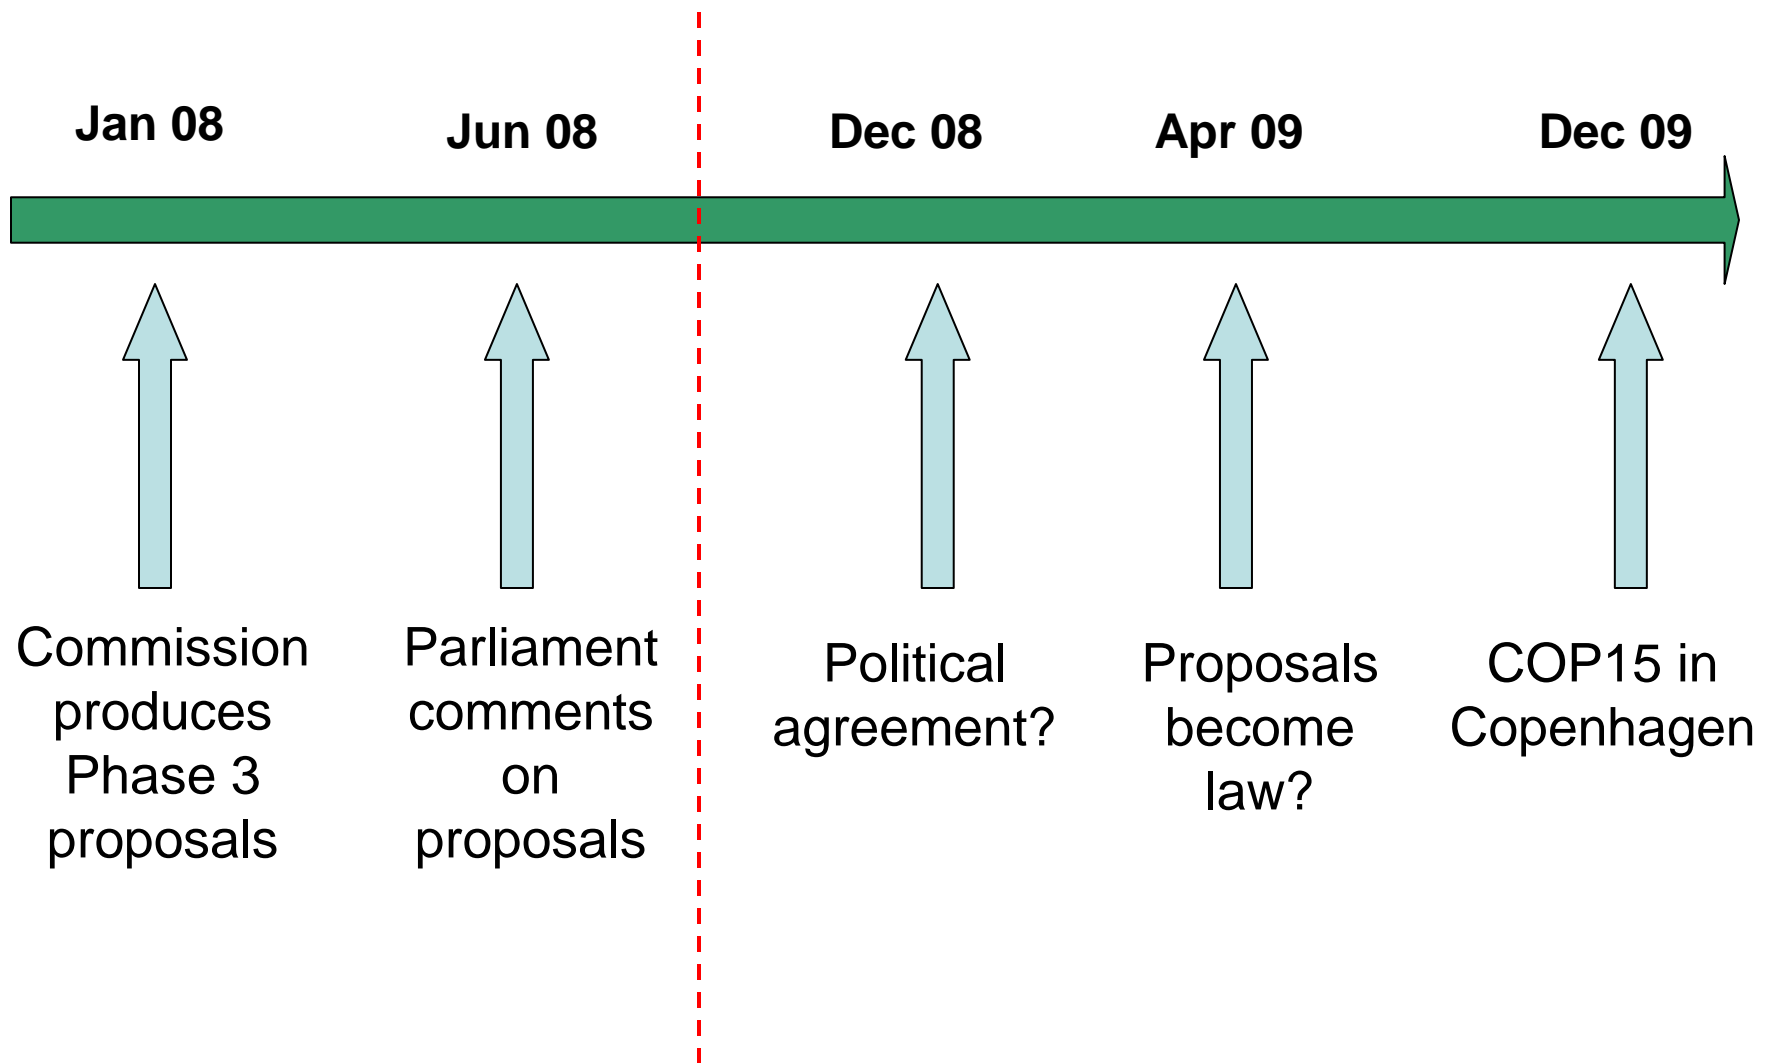 Jan 08
Jun 08
Dec 08
Apr 09
Dec 09
Commission
produces
Phase 3
proposals
Parliament
comments
on
proposals
Political
agreement?
Proposals
become
law?
COP15 in
Copenhagen